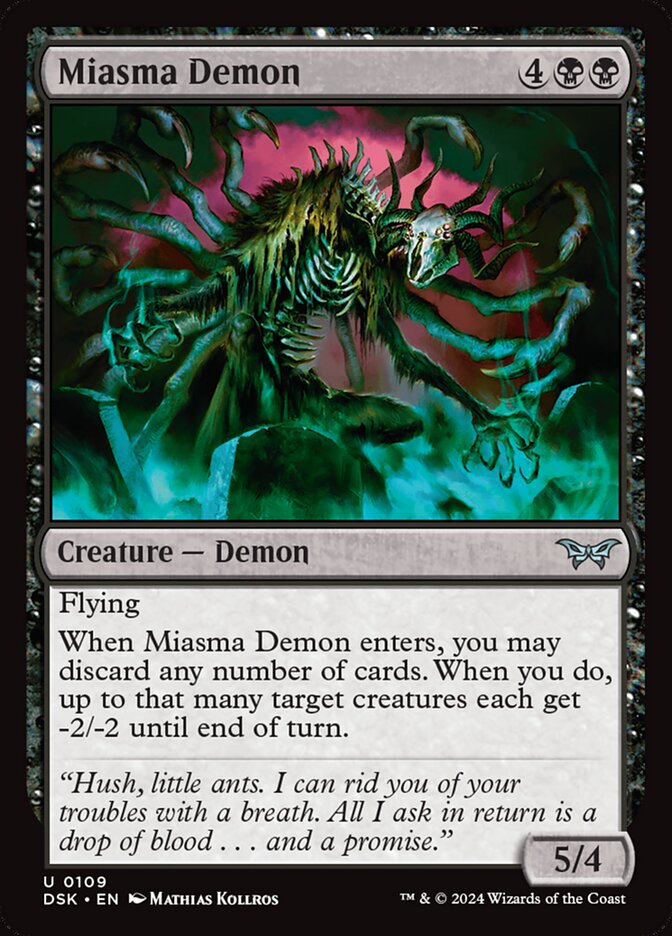 Miasma Demon 4
Creature — Demon
Flying
When Miasma Demon enters, you may
discard any number of cards. When you do,
up to that many target creatures each get
-2/-2 until end of turn.
“Hush, little ants. I can rid you of your
troubles with a breath. All I ask in return is a
drop of blood . . . and a promise.”
5/4
U 0109
DSK • EN Mathias Kollros
™ & © 2024 Wizards of the Coast